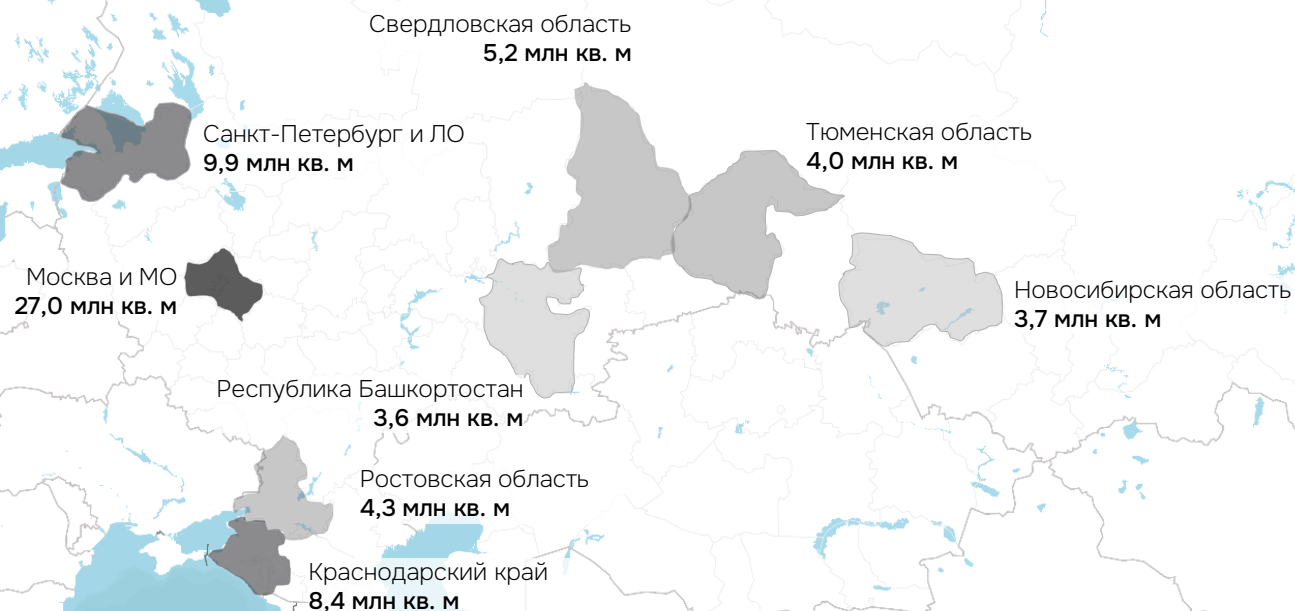 Свердловская область
5,2 млн кв. м
Санкт-Петербург и ЛО
9,9 млн кв. м
Тюменская область
4,0 млн кв. м
Москва и МО
27,0 млн кв. м
Новосибирская область
3,7 млн кв. м
Республика Башкортостан
3,6 млн кв. м
Ростовская область
4,3 млн кв. м
Краснодарский край
8,4 млн кв. м